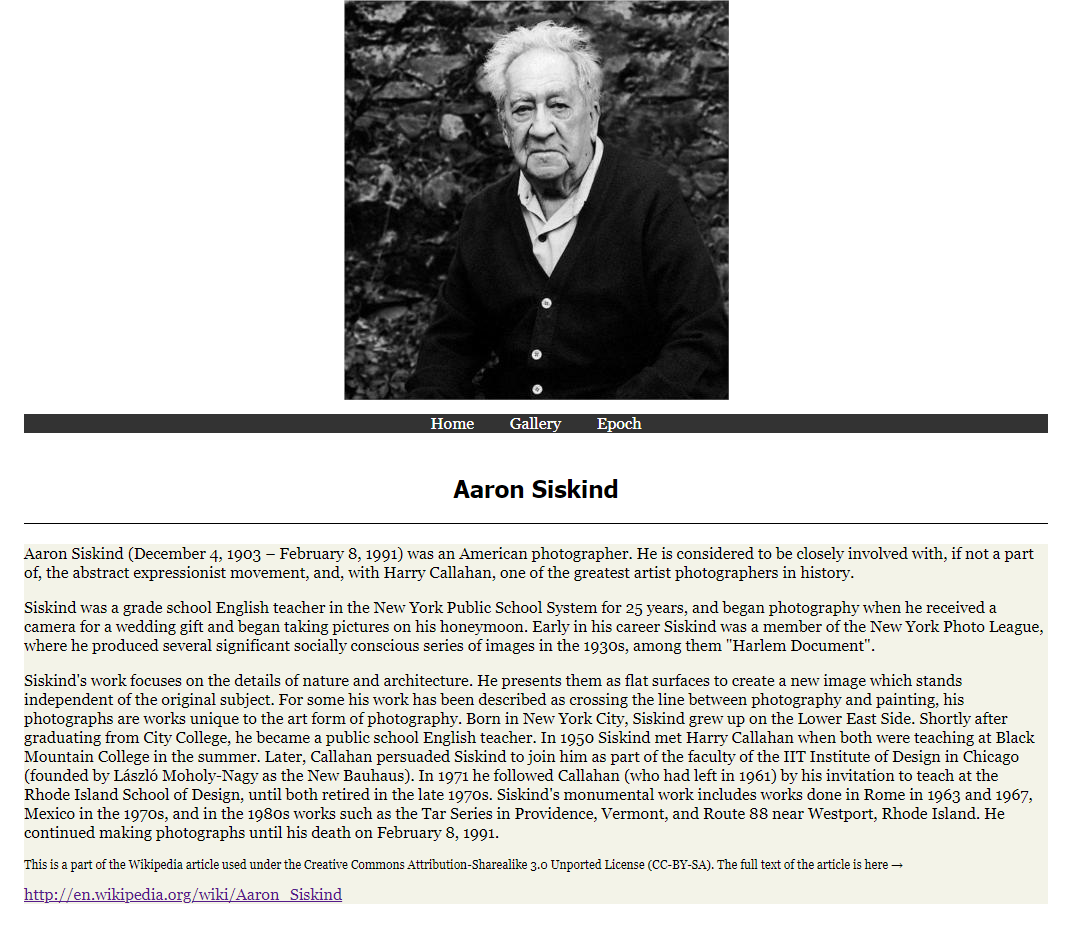 Home Gallery Epoch
Aaron Siskind
Aaron Siskind (December 4, 1903 – February 8, 1991) was an American photographer. He is considered to be closely involved with, if not a part
of, the abstract expressionist movement, and, with Harry Callahan, one of the greatest artist photographers in history.
Siskind was a grade school English teacher in the New York Public School System for 25 years, and began photography when he received a
camera for a wedding gift and began taking pictures on his honeymoon. Early in his career Siskind was a member of the New York Photo League,
where he produced several significant socially conscious series of images in the 1930s, among them "Harlem Document".
Siskind's work focuses on the details of nature and architecture. He presents them as flat surfaces to create a new image which stands
independent of the original subject. For some his work has been described as crossing the line between photography and painting, his
photographs are works unique to the art form of photography. Born in New York City, Siskind grew up on the Lower East Side. Shortly after
graduating from City College, he became a public school English teacher. In 1950 Siskind met Harry Callahan when both were teaching at Black
Mountain College in the summer. Later, Callahan persuaded Siskind to join him as part of the faculty of the IIT Institute of Design in Chicago
(founded by László Moholy-Nagy as the New Bauhaus). In 1971 he followed Callahan (who had left in 1961) by his invitation to teach at the
Rhode Island School of Design, until both retired in the late 1970s. Siskind's monumental work includes works done in Rome in 1963 and 1967,
Mexico in the 1970s, and in the 1980s works such as the Tar Series in Providence, Vermont, and Route 88 near Westport, Rhode Island. He
continued making photographs until his death on February 8, 1991.
This is a part of the Wikipedia article used under the Creative Commons Attribution-Sharealike 3.0 Unported License (CC-BY-SA). The full text of the article is here →
http://en.wikipedia.org/wiki/Aaron_Siskind